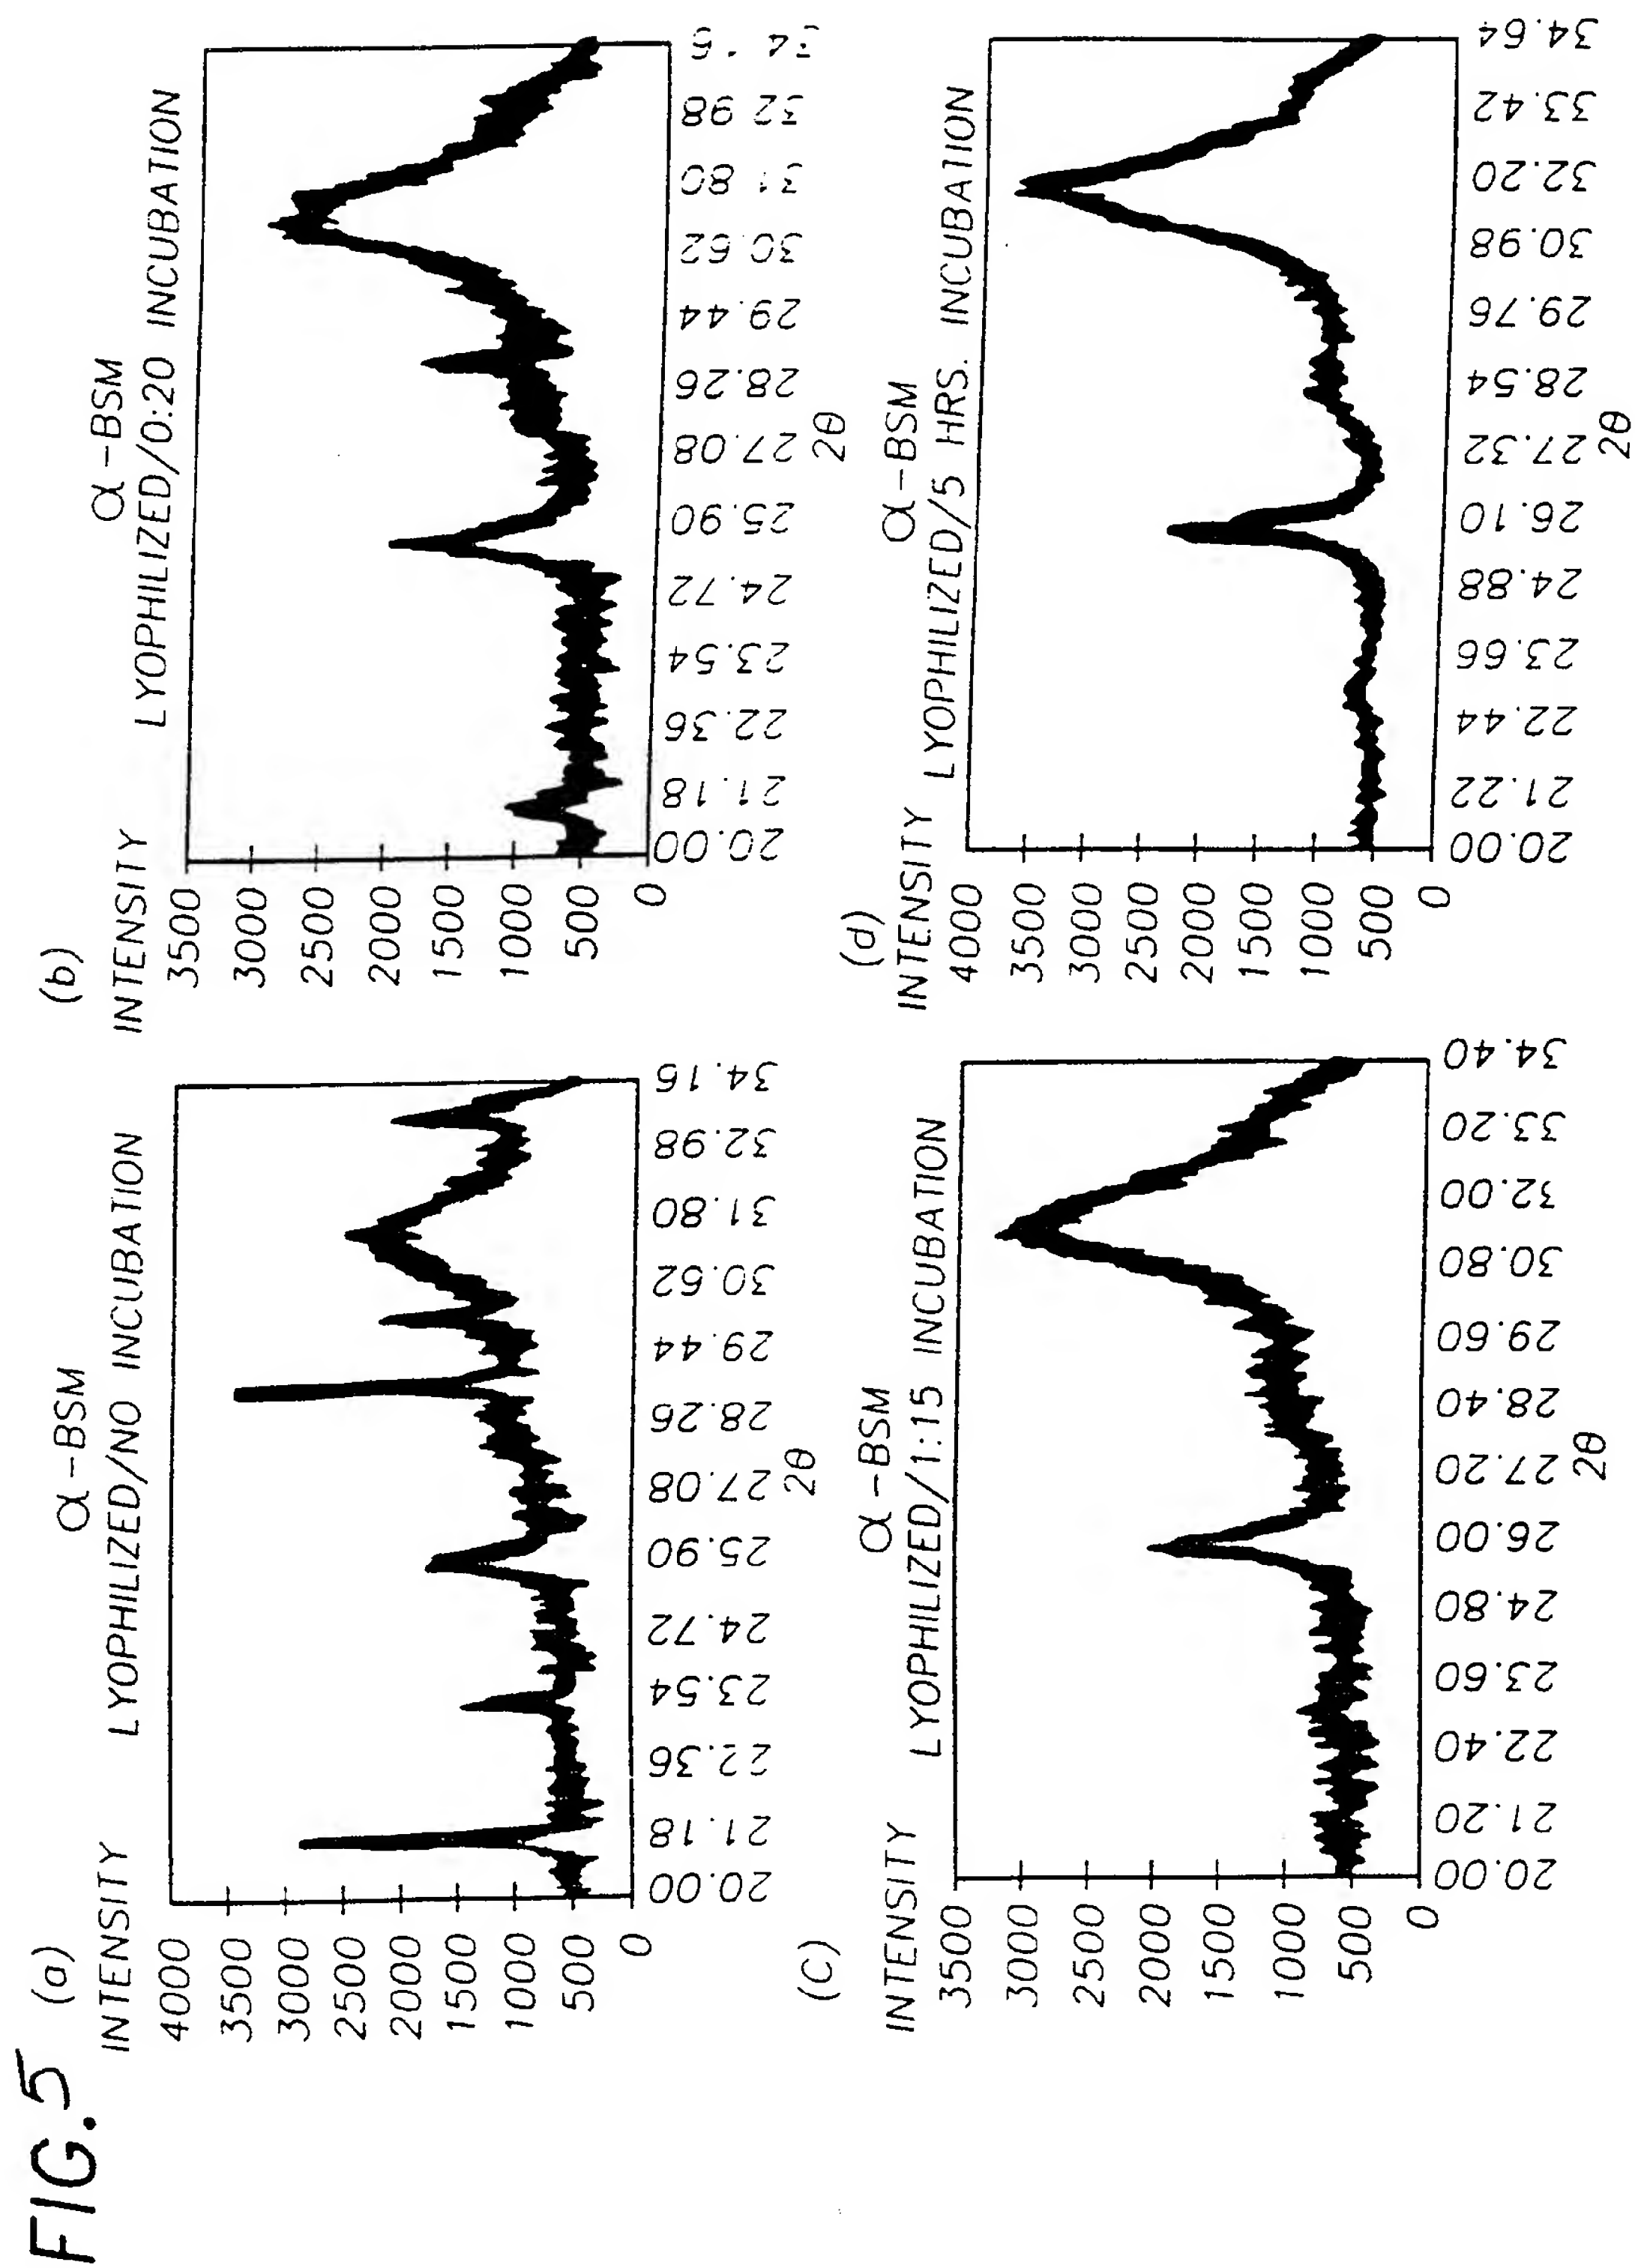 FIG.5
(a)
α-BSM
INTENSITY LYOPHILIZED/NO INCUBATION
4000
3500
3000
2500
2000
1500
1000
500
0
20.00 21.18 22.36 23.54 24.72 25.90 27.08 28.26 29.44 30.62 31.80 32.98 34.16
2θ
(b)
α-BSM
INTENSITY LYOPHILIZED/0:20 INCUBATION
3500
3000
2500
2000
1500
1000
500
0
20.00 21.18 22.36 23.54 24.72 25.90 27.08 28.26 29.44 30.62 31.80 32.98
2θ
(c)
α-BSM
INTENSITY LYOPHILIZED/1:15 INCUBATION
3500
3000
2500
2000
1500
1000
500
0
20.00 21.20 22.40 23.60 24.80 26.00 27.20 28.40 29.60 30.80 32.00 33.20 34.40
2θ
(d)
α-BSM
INTENSITY LYOPHILIZED/5 HRS. INCUBATION
4000
3500
3000
2500
2000
1500
1000
500
0
20.00 21.22 22.44 23.66 24.88 26.10 27.32 28.54 29.76 30.98 32.20 33.42 34.64
2θ